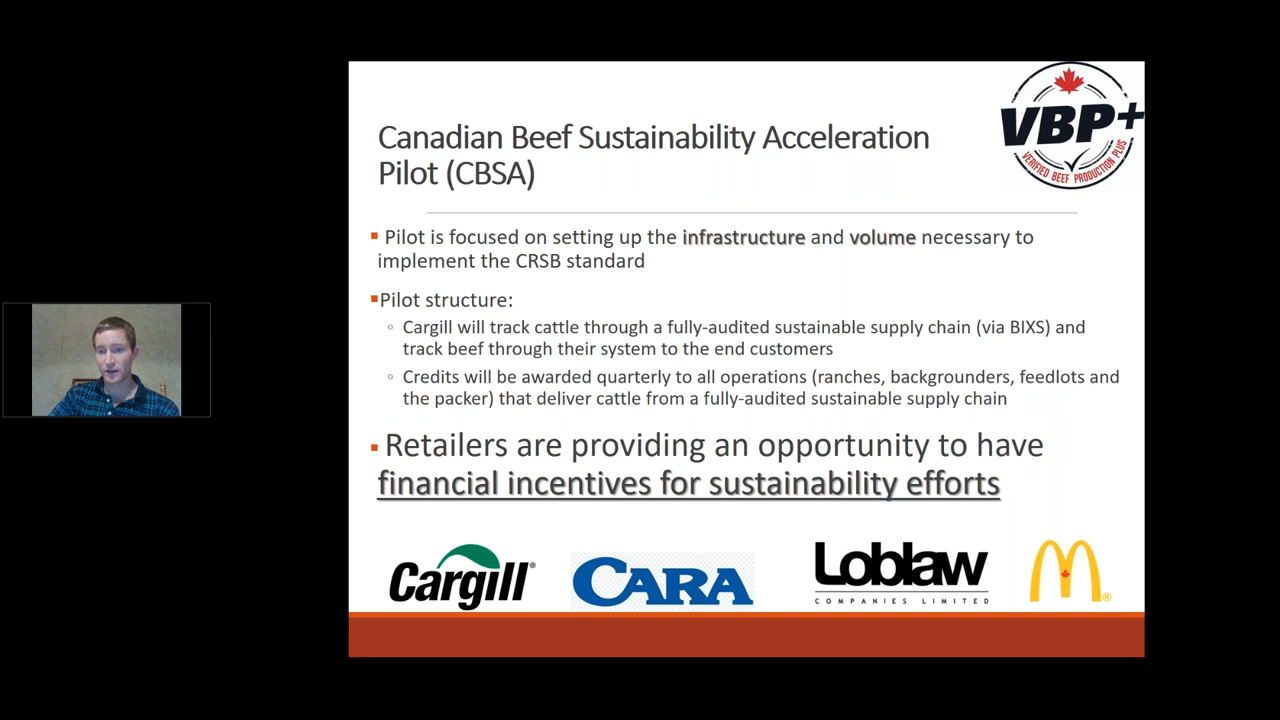 VBP+
VERIFIED BEEF PRODUCTION PLUS
Canadian Beef Sustainability Acceleration
Pilot (CBSA)
Pilot is focused on setting up the infrastructure and volume necessary to
implement the CRSB standard
Pilot structure:
Cargill will track cattle through a fully-audited sustainable supply chain (via BIXS) and
track beef through their system to the end customers
Credits will be awarded quarterly to all operations (ranches, backgrounders, feedlots and
the packer) that deliver cattle from a fully-audited sustainable supply chain
Retailers are providing an opportunity to have
financial incentives for sustainability efforts
Cargill®
CARA
Loblaw
COMPANIES LIMITED
M®